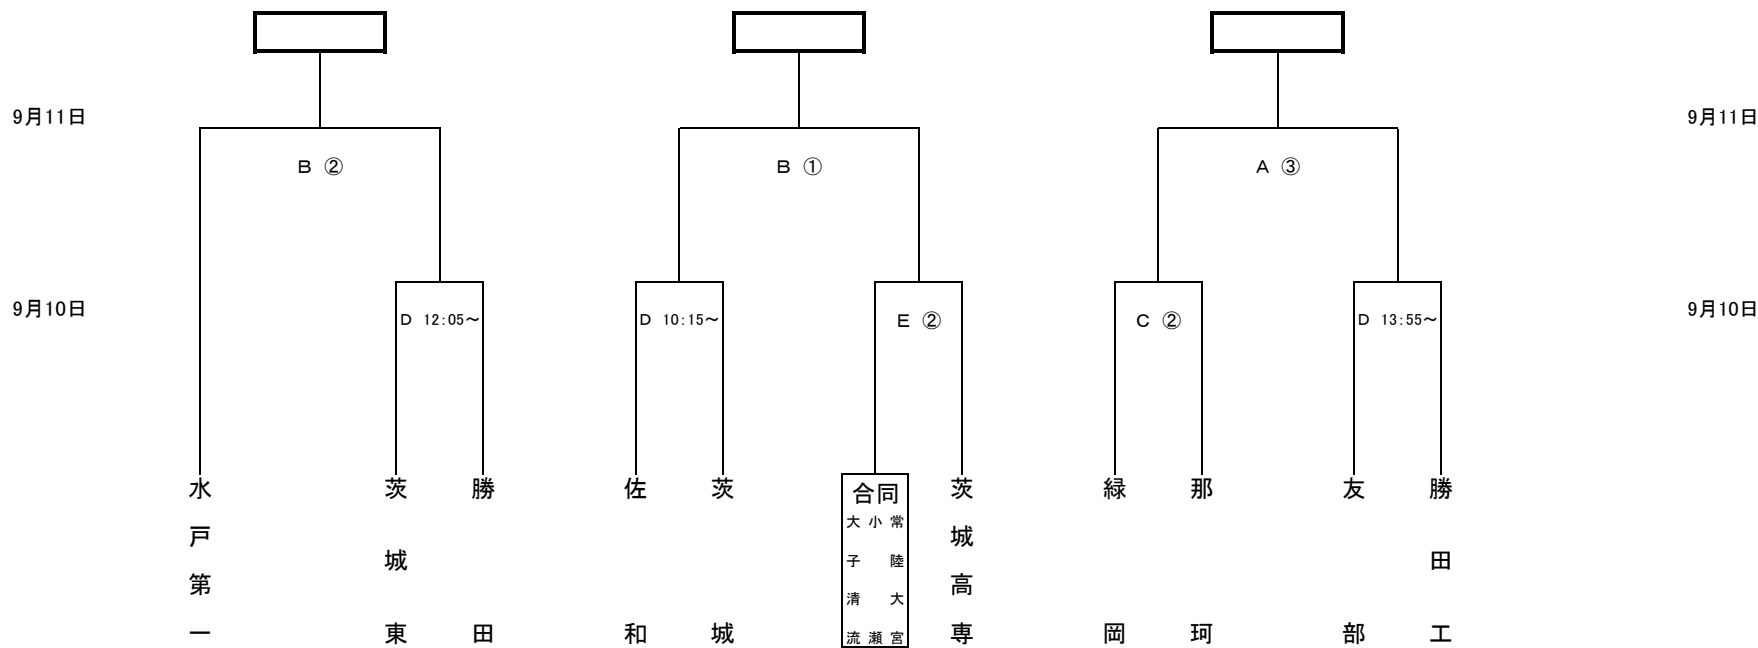 9月11日
9月11日
B ②
B ①
A ③
9月10日
9月10日
D 12:05～
D 10:15～
E ②
C ②
D 13:55～
水戸第一
茨城東
勝田
佐和
茨城
合同
大子清流
小瀬
常陸大宮
茨城高専
緑岡
那珂
友部
勝田工